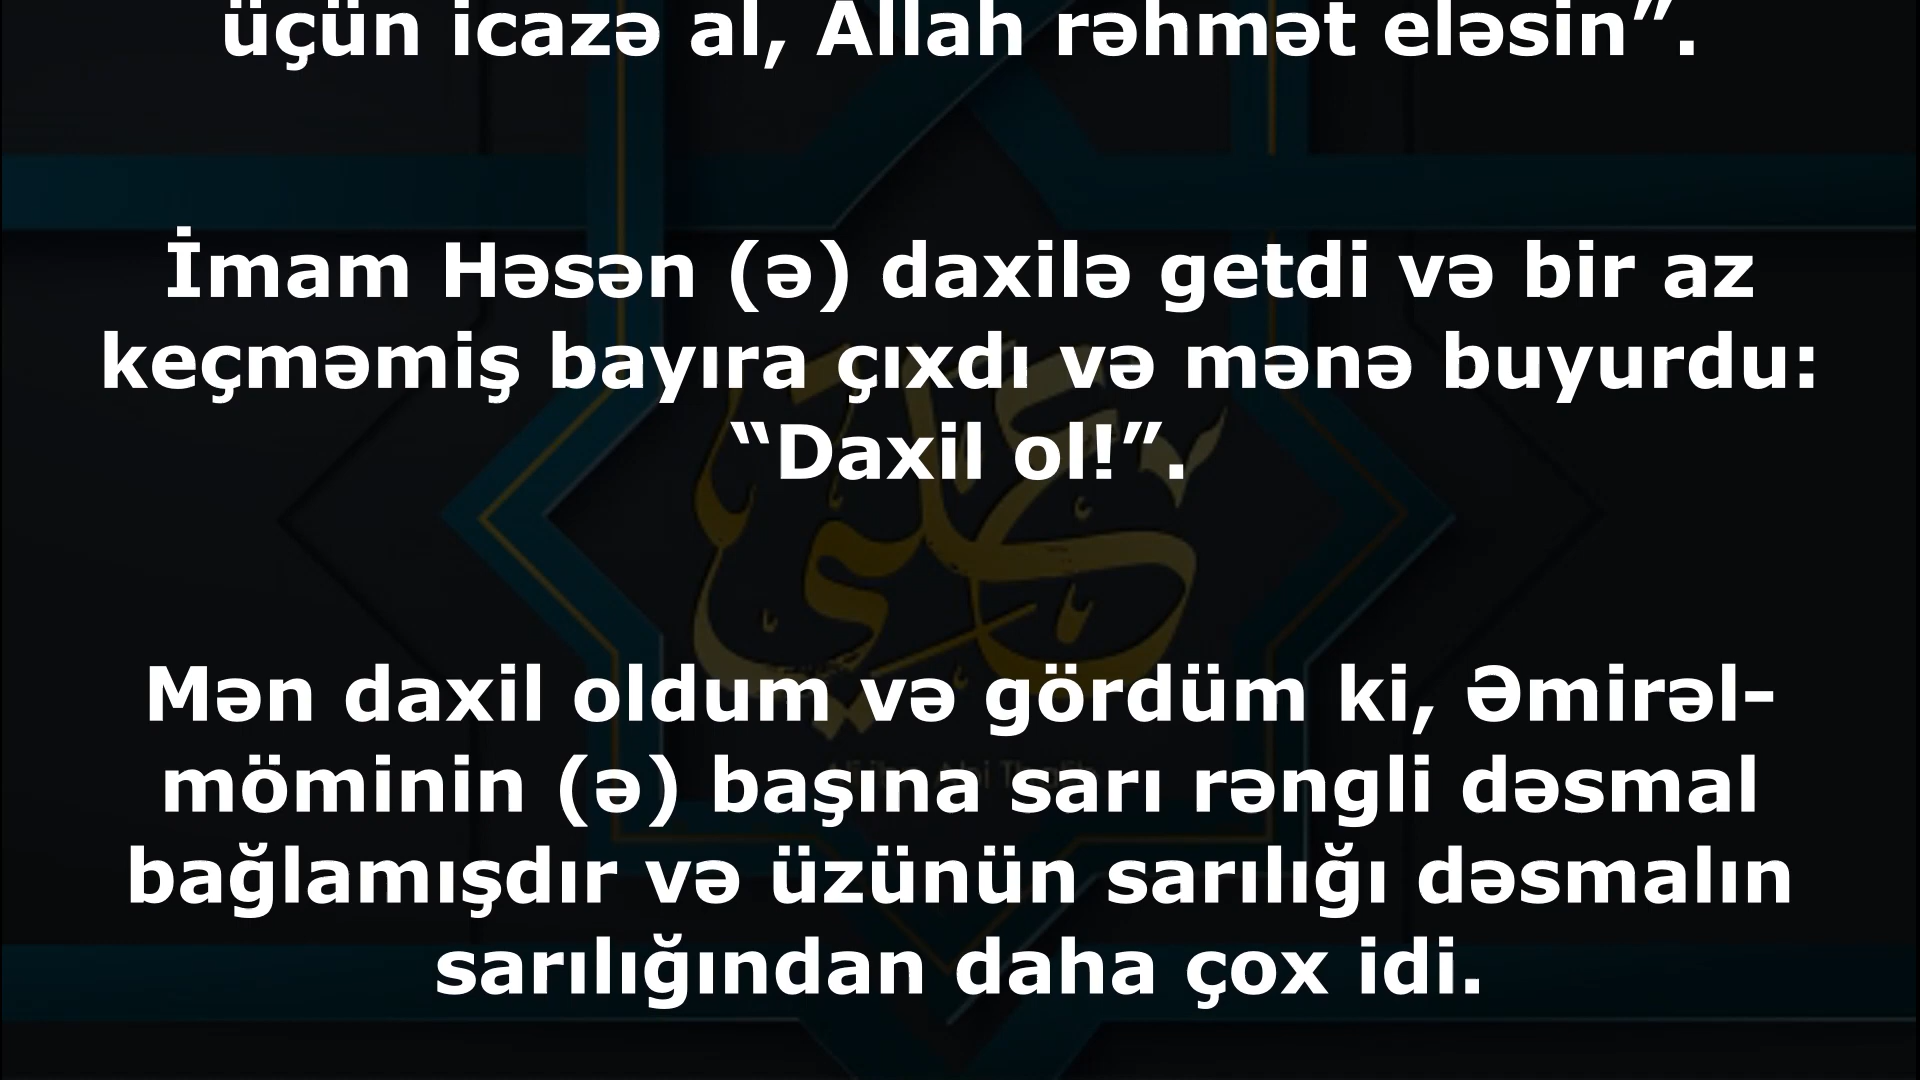 üçün icazə al, Allah rəhmət eləsin”.
İmam Həsən (ə) daxilə getdi və bir az
keçməmiş bayıra çıxdı və mənə buyurdu:
“Daxil ol!”.
علي
Mən daxil oldum və gördüm ki, Əmirəl-
möminin (ə) başına sarı rəngli dəsmal
bağlamışdır və üzünün sarılığı dəsmalın
sarılığından daha çox idi.